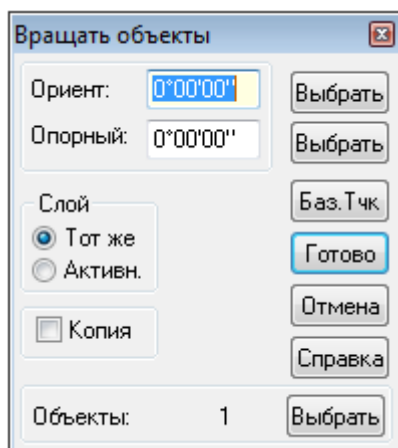 Вращать объекты
Ориент: 0°00'00" Выбрать
Опорный: 0°00'00" Выбрать
Баз.Тчк
Слой
Тот же
Готово
Активн.
Отмена
Копия
Справка
Объекты: 1 Выбрать